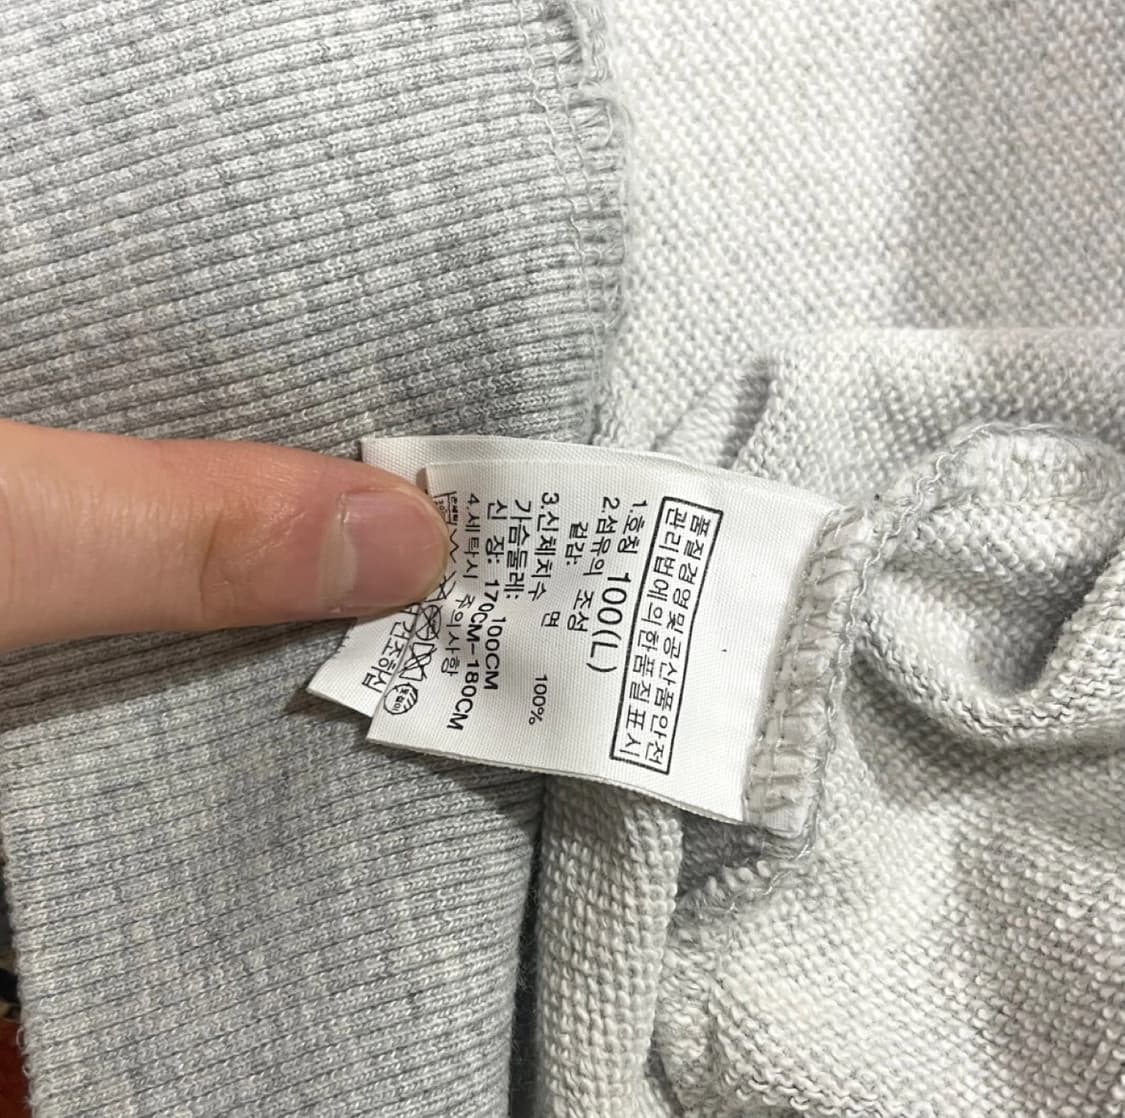 품질경영및공산품안전
관리법에의한품질표시
1.호칭 100(L)
2.섬유의 조성
겉감: 면 100%
3.신체치수
가슴둘레: 100CM
신 장: 170CM-180CM
4.세탁시 주의사항